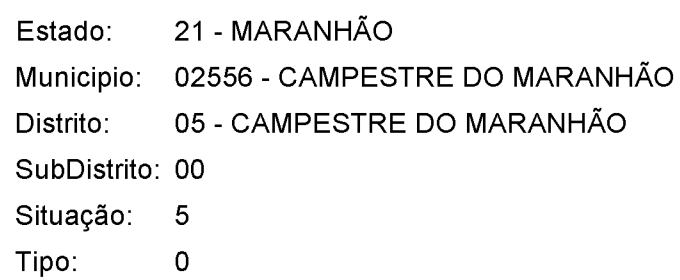 Estado: 21 - MARANHÃO
Municipio: 02556 - CAMPESTRE DO MARANHÃO
Distrito: 05 - CAMPESTRE DO MARANHÃO
SubDistrito: 00
Situação: 5
Tipo: 0